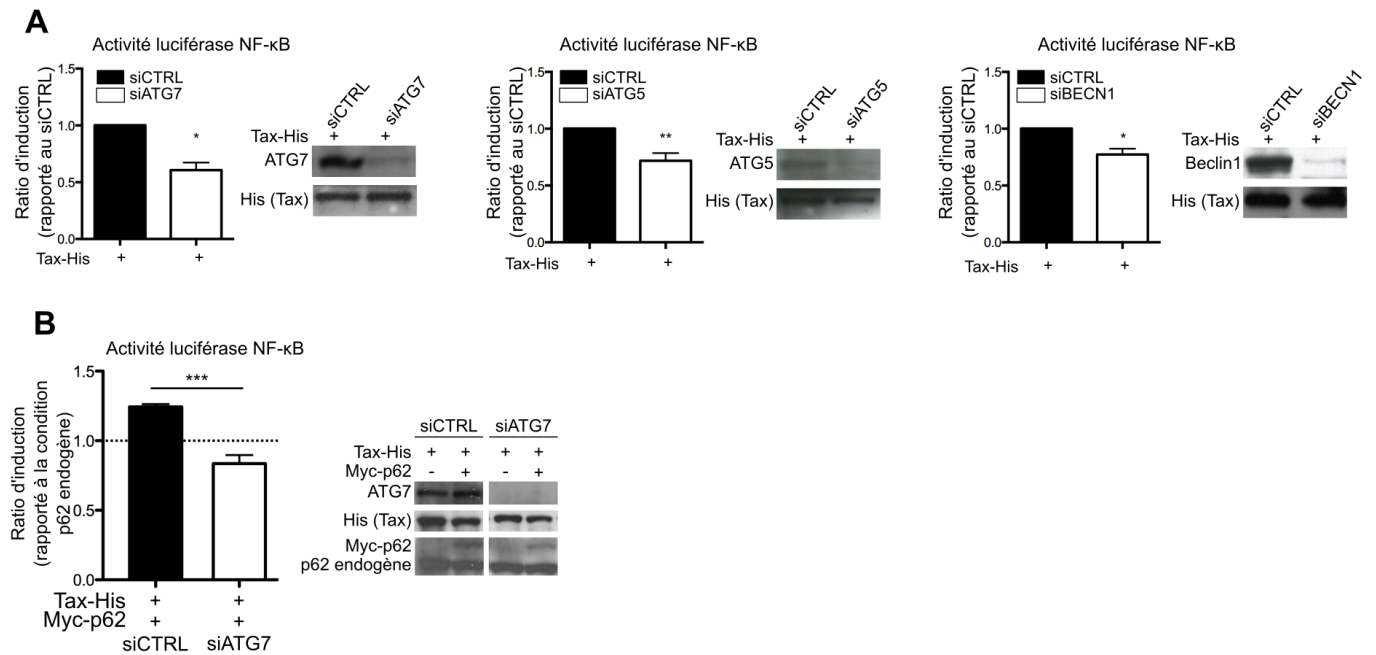 A
Activité luciférase NF-κB
Ratio d'induction
(rapporté au siCTRL)
1.5
1.0
0.5
0.0
siCTRL
siATG7
*
Tax-His + +
siCTRL siATG7
Tax-His + +
ATG7
His (Tax)
Activité luciférase NF-κB
Ratio d'induction
(rapporté au siCTRL)
1.5
1.0
0.5
0.0
siCTRL
siATG5
**
Tax-His + +
siCTRL siATG5
Tax-His + +
ATG5
His (Tax)
Activité luciférase NF-κB
Ratio d'induction
(rapporté au siCTRL)
1.5
1.0
0.5
0.0
siCTRL
siBECN1
*
Tax-His + +
siCTRL siBECN1
Tax-His + +
Beclin1
His (Tax)
B
Activité luciférase NF-κB
Ratio d'induction
(rapporté à la condition
p62 endogène)
1.5
1.0
0.5
0.0
***
Tax-His + +
Myc-p62 + +
siCTRL siATG7
siCTRL siATG7
Tax-His + + + +
Myc-p62 - + - +
ATG7
His (Tax)
Myc-p62
p62 endogène